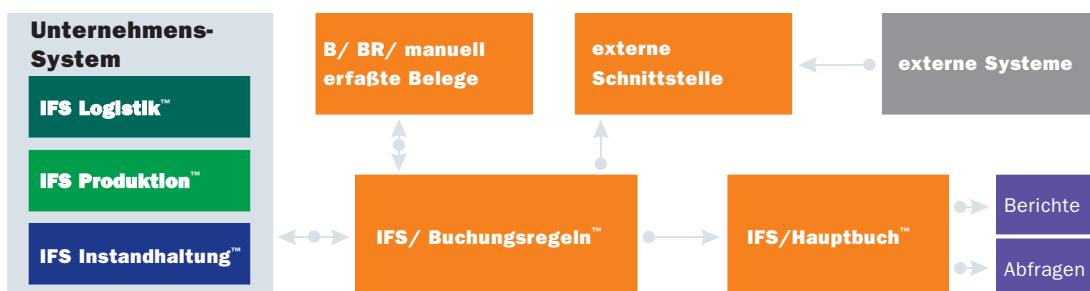 Unternehmens-
System
IFS Logistik™
IFS Produktion™
IFS Instandhaltung™
B/ BR/ manuell
erfaßte Belege
externe
Schnittstelle
externe Systeme
IFS/ Buchungsregeln™
IFS/Hauptbuch™
Berichte
Abfragen